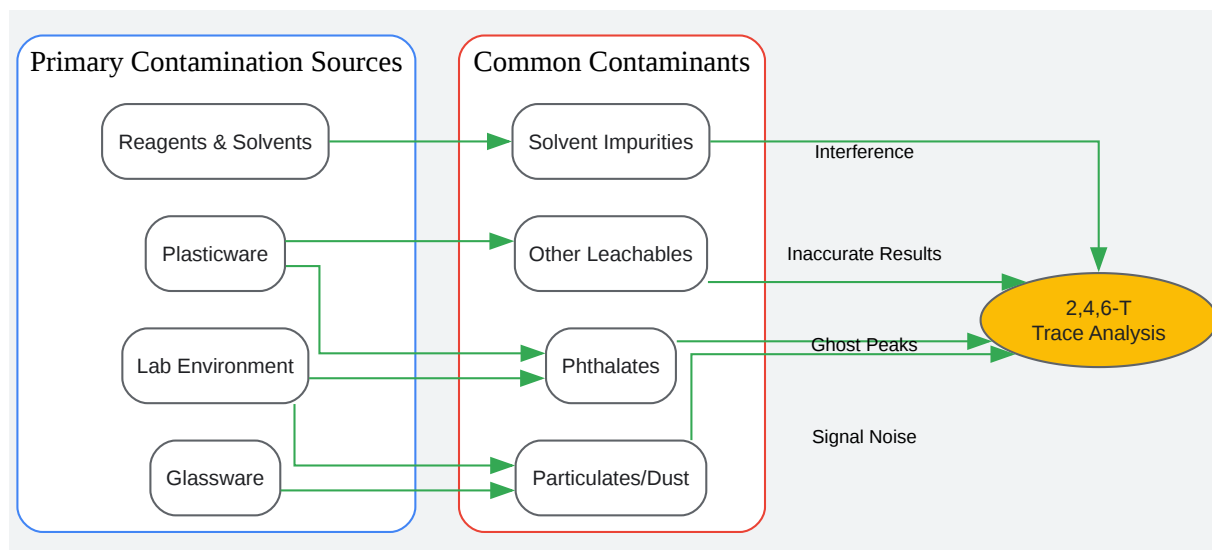 Primary Contamination Sources
Common Contaminants
Reagents & Solvents
Solvent Impurities
Interference
Plasticware
Other Leachables
Inaccurate Results
2,4,6-T
Trace Analysis
Lab Environment
Phthalates
Ghost Peaks
Signal Noise
Glassware
Particulates/Dust